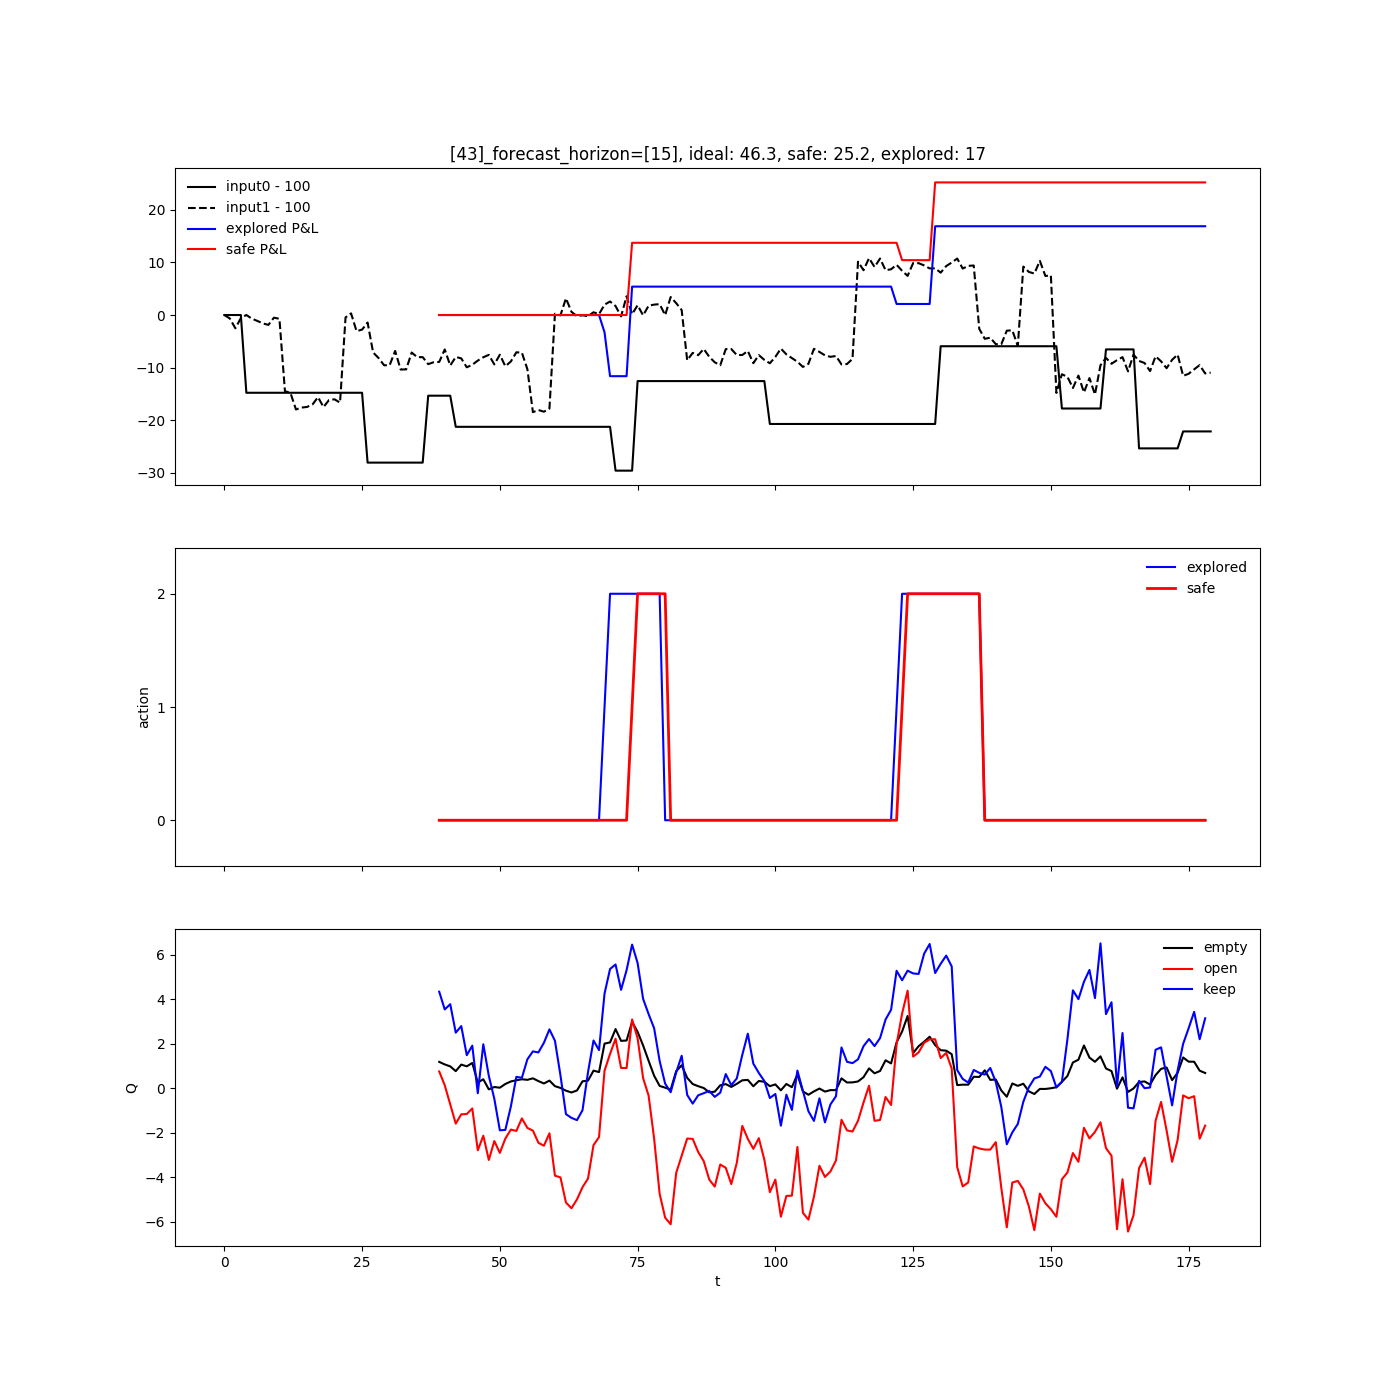 [43]_forecast_horizon=[15], ideal: 46.3, safe: 25.2, explored: 17
input0 - 100
input1 - 100
explored P&L
safe P&L
20
10
0
−10
−20
−30
explored
safe
2
1
0
action
empty
open
keep
6
4
2
0
−2
−4
−6
Q
0 25 50 75 100 125 150 175
t